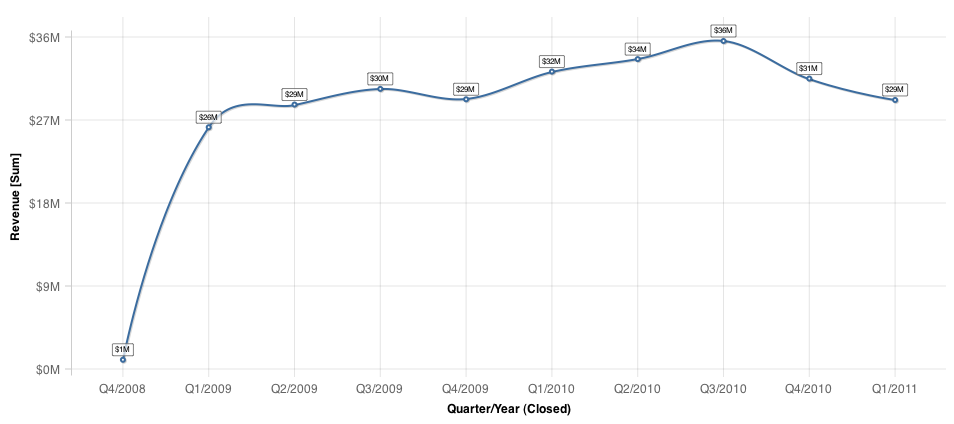 $36M
$27M
$18M
$9M
$0M
Revenue [Sum]
$1M
$26M
$29M
$30M
$29M
$32M
$34M
$36M
$31M
$29M
Q4/2008 Q1/2009 Q2/2009 Q3/2009 Q4/2009 Q1/2010 Q2/2010 Q3/2010 Q4/2010 Q1/2011
Quarter/Year (Closed)